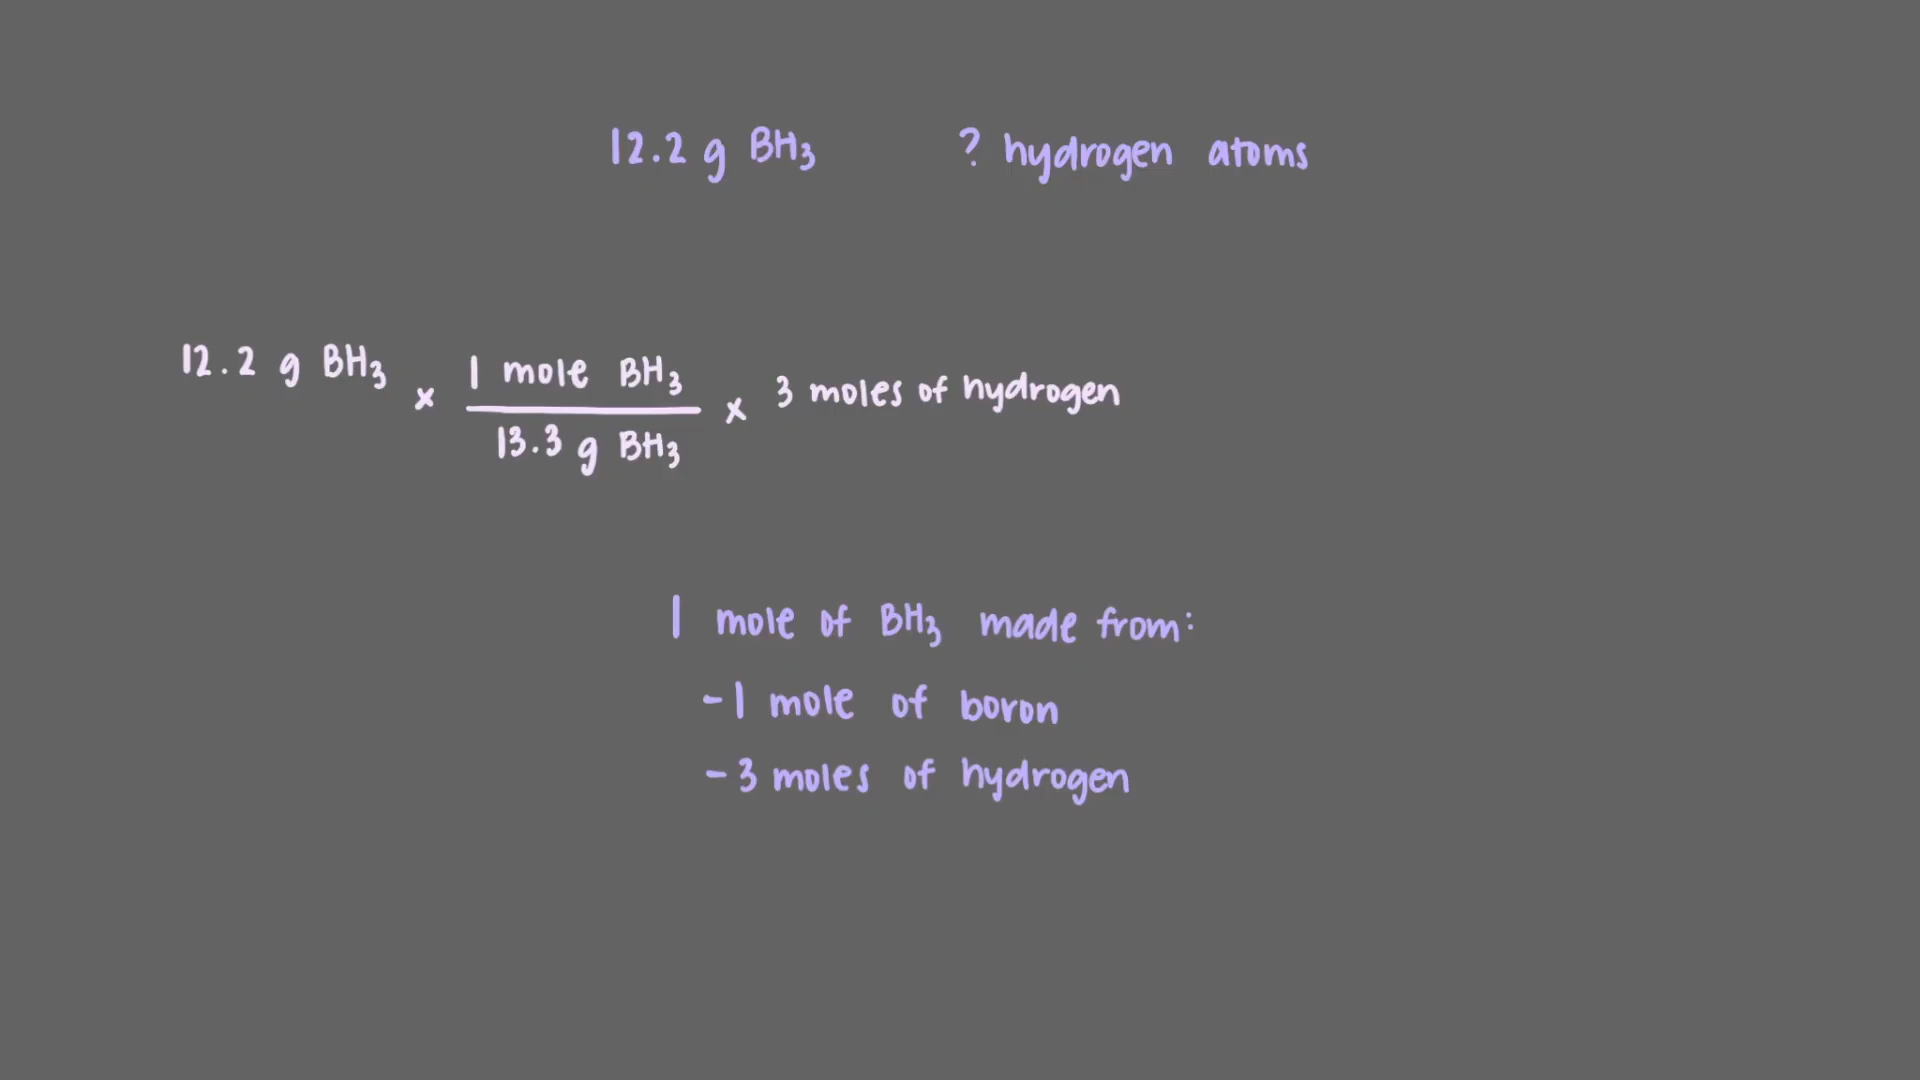 12.2 g BH₃ ? hydrogen atoms
12.2 g BH₃ x 1 mole BH₃ x 3 moles of hydrogen
13.3 g BH₃
1 mole of BH₃ made from:
- 1 mole of boron
- 3 moles of hydrogen